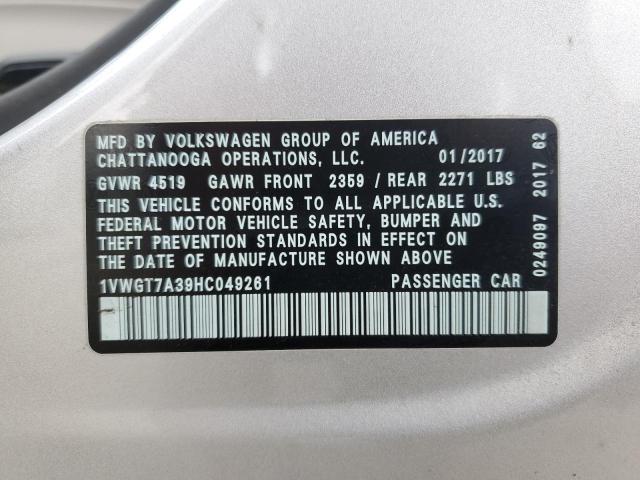 MFD BY VOLKSWAGEN GROUP OF AMERICA
CHATTANOOGA OPERATIONS, LLC. 01/2017
GVWR 4519 GAWR FRONT 2359 / REAR 2271 LBS
THIS VEHICLE CONFORMS TO ALL APPLICABLE U.S.
FEDERAL MOTOR VEHICLE SAFETY, BUMPER AND
THEFT PREVENTION STANDARDS IN EFFECT ON
THE DATE OF MANUFACTURE SHOWN ABOVE.
1VWGT7A39HC049261 PASSENGER CAR
0249097 2017 62